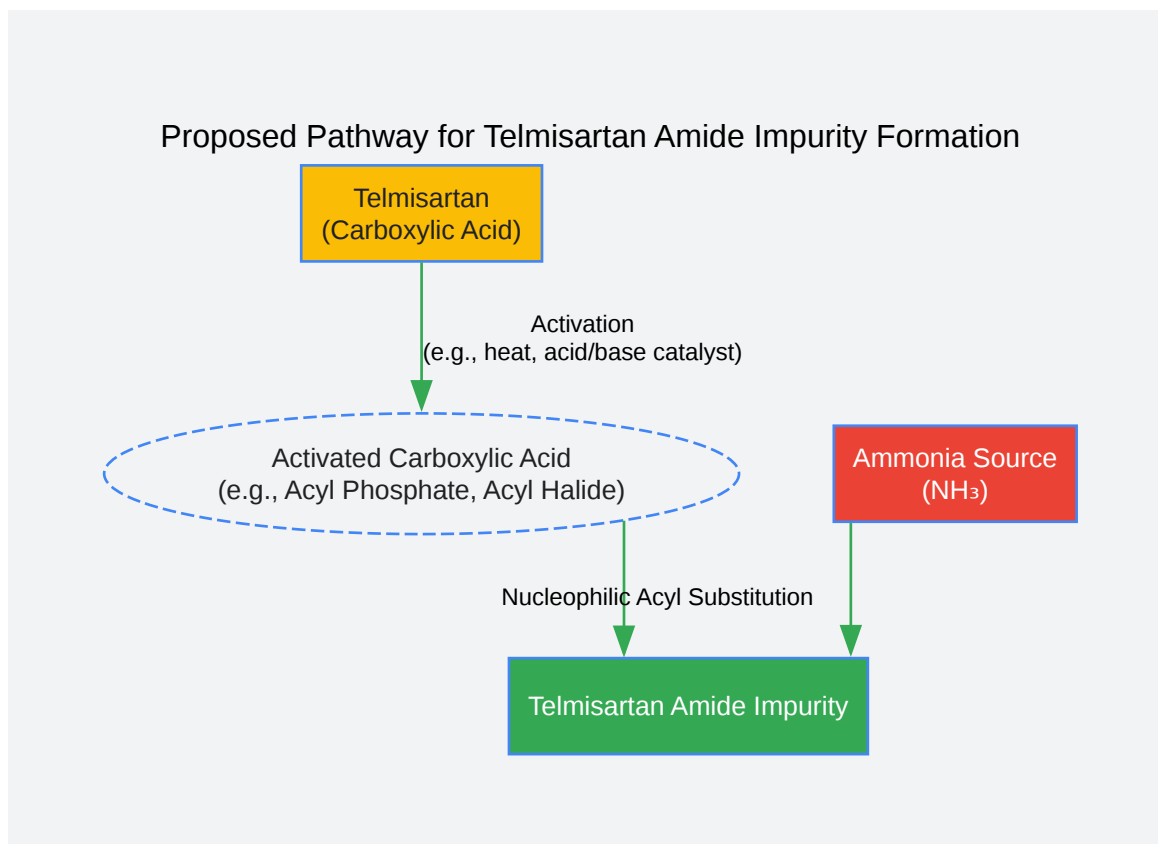 Proposed Pathway for Telmisartan Amide Impurity Formation
Telmisartan
(Carboxylic Acid)
Activation
(e.g., heat, acid/base catalyst)
Activated Carboxylic Acid
(e.g., Acyl Phosphate, Acyl Halide)
Ammonia Source
(NH₃)
Nucleophilic Acyl Substitution
Telmisartan Amide Impurity